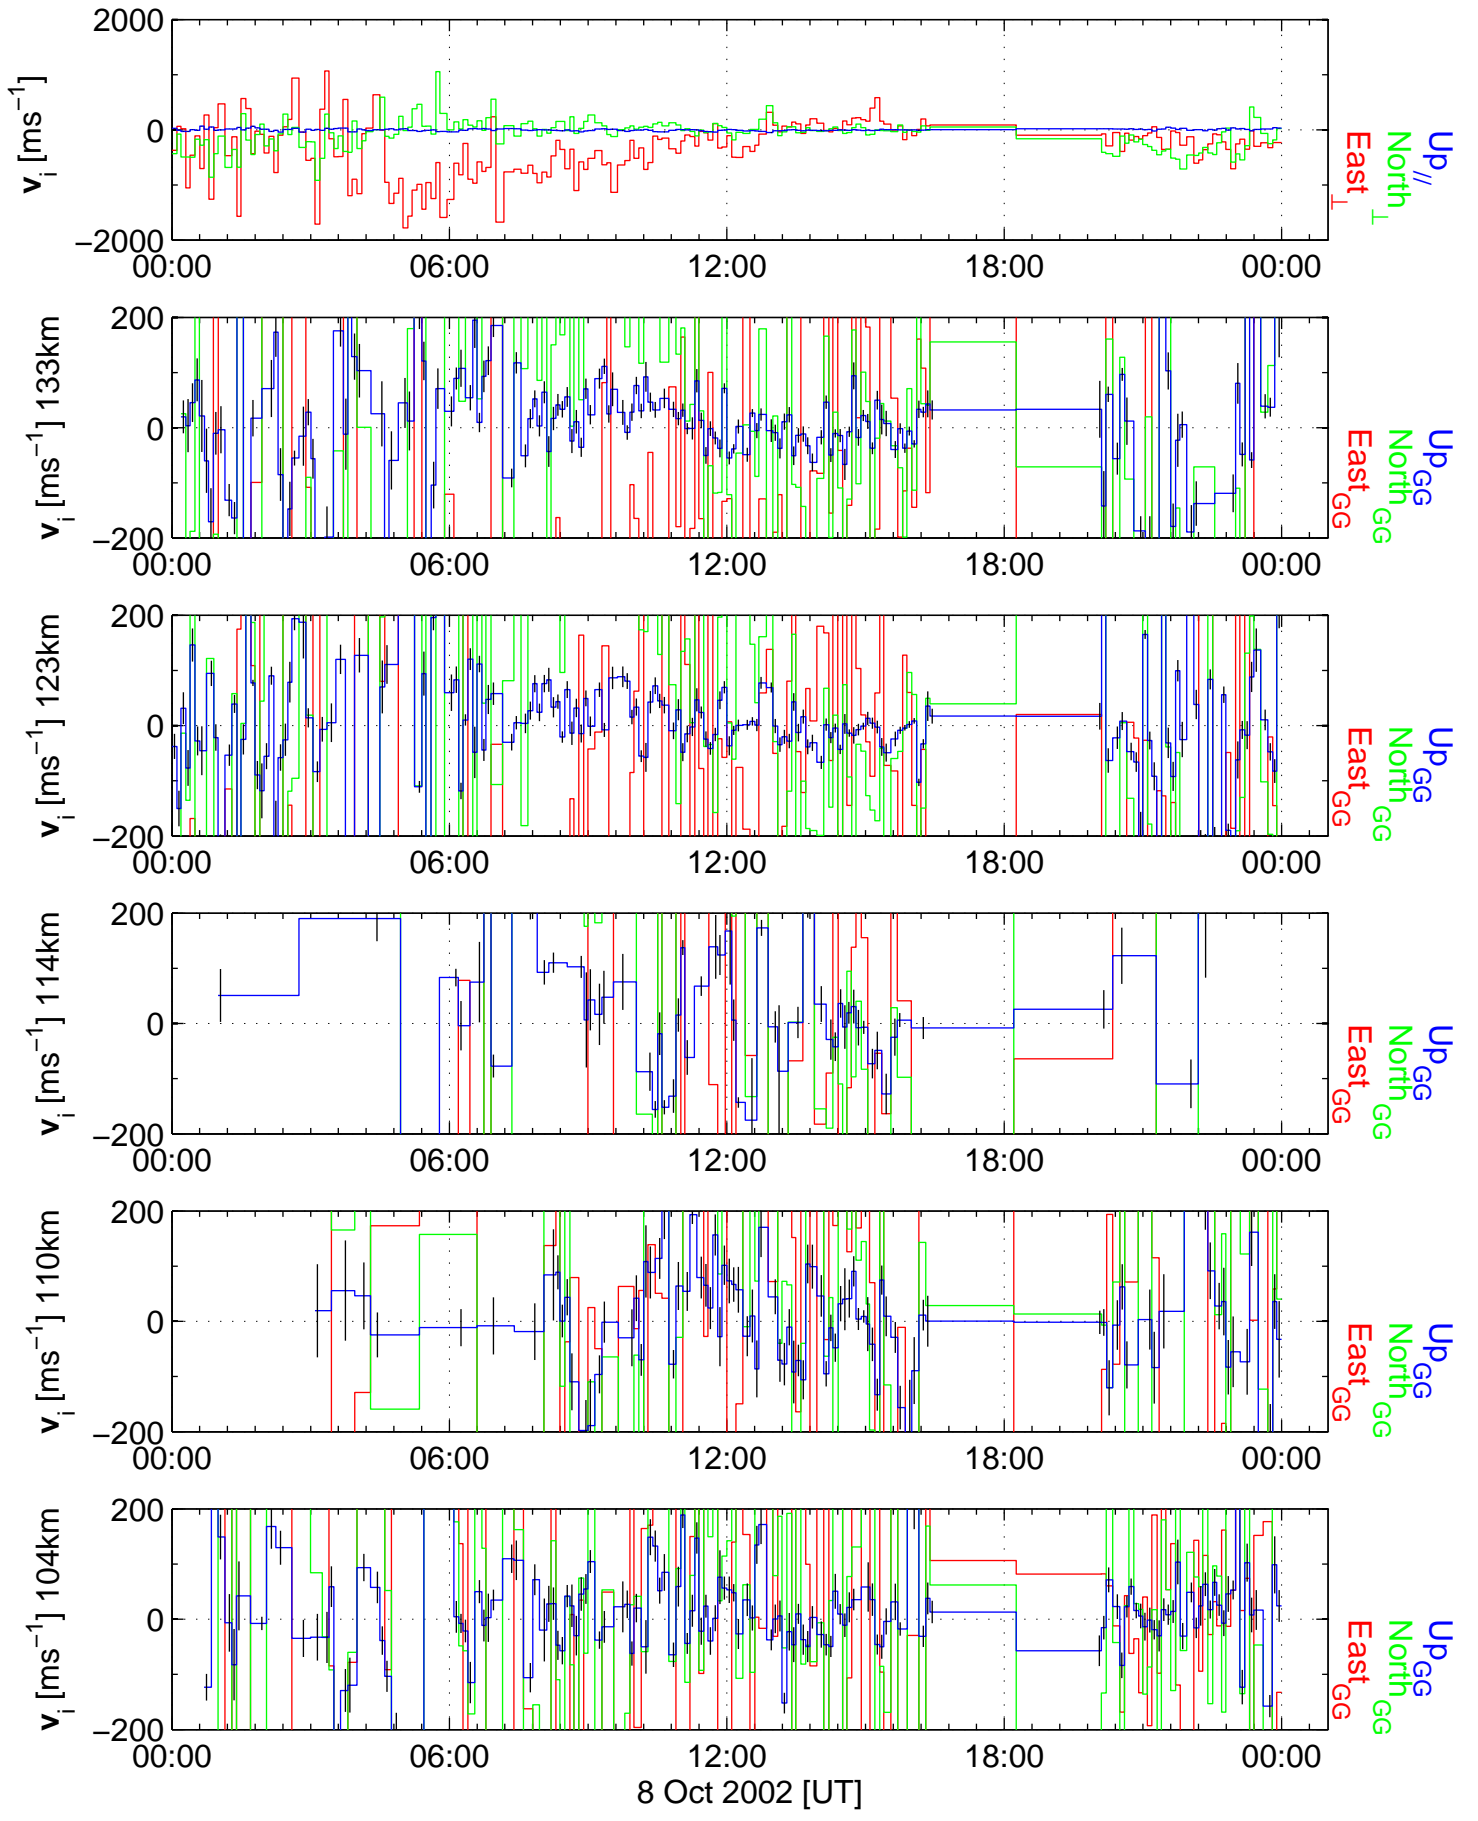 2000
0
−2000
v_i [ms^−1]
00:00 06:00 12:00 18:00 00:00
East_⊥
North_⊥
Up_//
200
0
−200
v_i [ms^−1] 133km
00:00 06:00 12:00 18:00 00:00
East_GG
North_GG
Up_GG
200
0
−200
v_i [ms^−1] 123km
00:00 06:00 12:00 18:00 00:00
East_GG
North_GG
Up_GG
200
0
−200
v_i [ms^−1] 114km
00:00 06:00 12:00 18:00 00:00
East_GG
North_GG
Up_GG
200
0
−200
v_i [ms^−1] 110km
00:00 06:00 12:00 18:00 00:00
East_GG
North_GG
Up_GG
200
0
−200
v_i [ms^−1] 104km
00:00 06:00 12:00 18:00 00:00
East_GG
North_GG
Up_GG
8 Oct 2002 [UT]